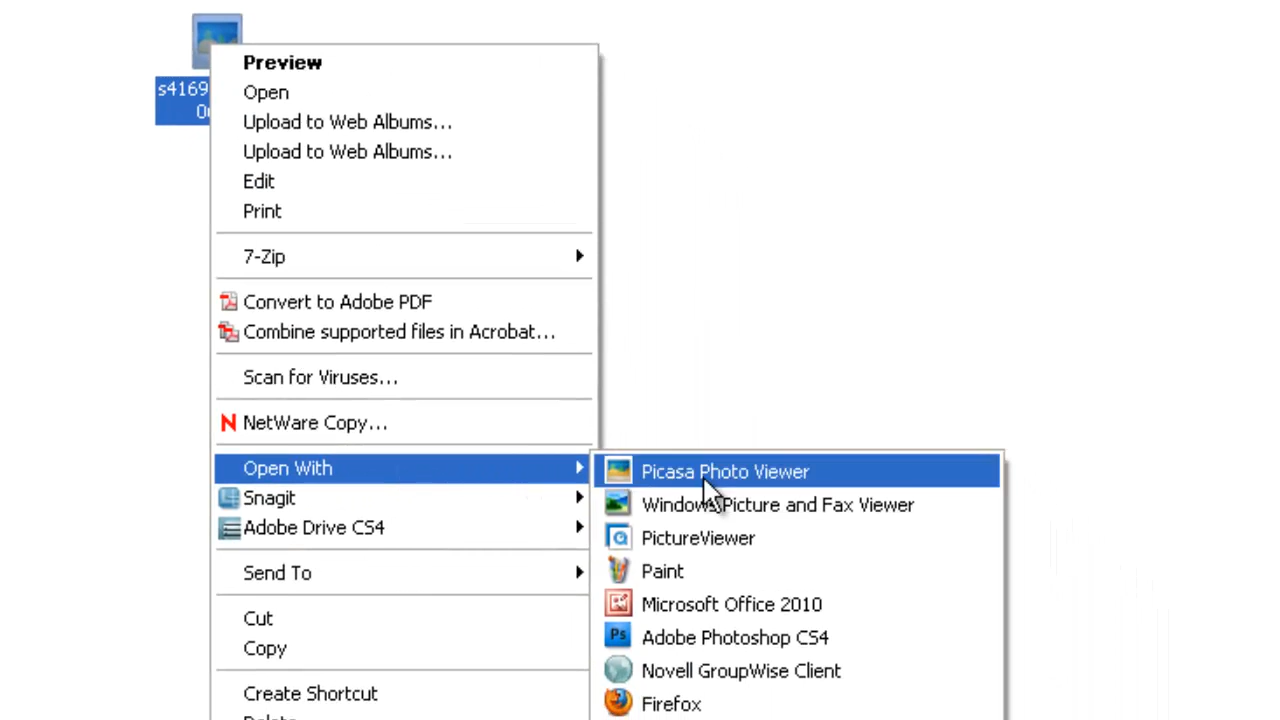 s4169
Preview
Open
Upload to Web Albums...
Upload to Web Albums...
Edit
Print
7-Zip
Convert to Adobe PDF
Combine supported files in Acrobat...
Scan for Viruses...
NetWare Copy...
Open With
Snagit
Adobe Drive CS4
Send To
Cut
Copy
Create Shortcut
Delete
Picasa Photo Viewer
Windows Picture and Fax Viewer
PictureViewer
Paint
Microsoft Office 2010
Ps Adobe Photoshop CS4
Novell GroupWise Client
Firefox